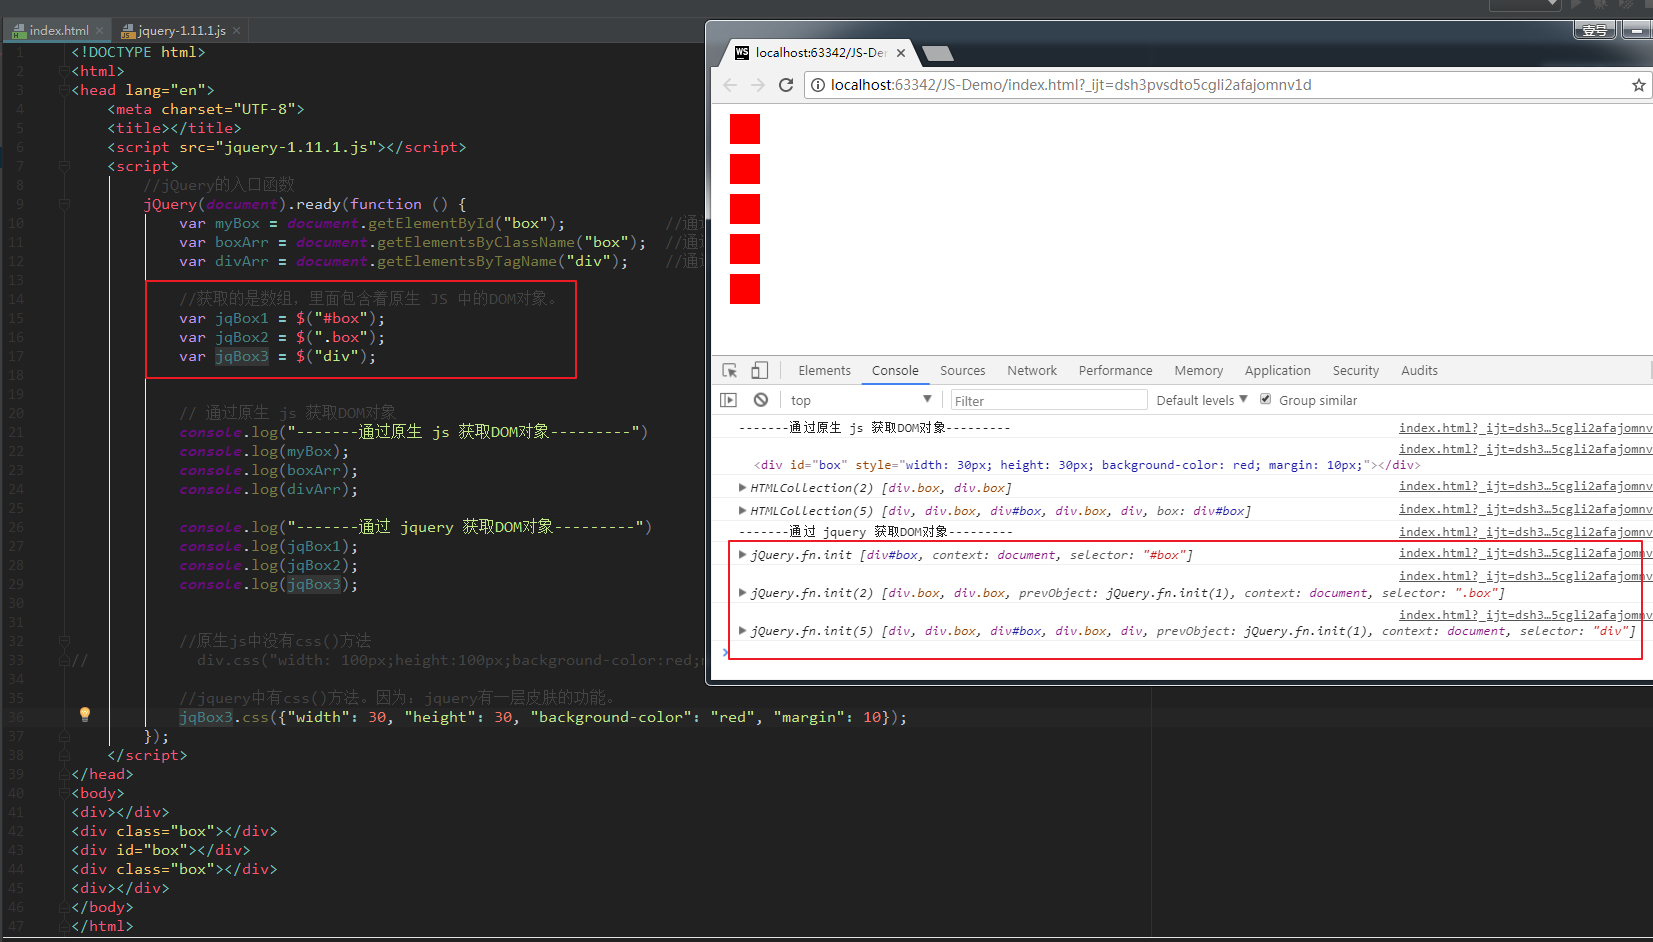 index.html
jquery-1.11.1.js
1 <!DOCTYPE html>
2 <html>
3 <head lang="en">
4 <meta charset="UTF-8">
5 <title></title>
6 <script src="jquery-1.11.1.js"></script>
7 <script>
8 //jQuery的入口函数
9 jQuery(document).ready(function () {
10 var myBox = document.getElementById("box"); //通
11 var boxArr = document.getElementsByClassName("box"); //通
12 var divArr = document.getElementsByTagName("div"); //通
13
14 //获取的是数组，里面包含着原生 JS 中的DOM对象。
15 var jqBox1 = $("#box");
16 var jqBox2 = $(".box");
17 var jqBox3 = $("div");
18
19
20 // 通过原生 js 获取DOM对象
21 console.log("-------通过原生 js 获取DOM对象---------")
22 console.log(myBox);
23 console.log(boxArr);
24 console.log(divArr);
25
26 console.log("-------通过 jquery 获取DOM对象---------")
27 console.log(jqBox1);
28 console.log(jqBox2);
29 console.log(jqBox3);
30
31
32 //原生js中没有css()方法
33 // div.css("width: 100px;height:100px;background-color:red;
34
35 //jquery中有css()方法。因为：jquery有一层皮肤的功能。
36 jqBox3.css({"width": 30, "height": 30, "background-color": "red", "margin": 10});
37 });
38 </script>
39 </head>
40 <body>
41 <div></div>
42 <div class="box"></div>
43 <div id="box"></div>
44 <div class="box"></div>
45 <div></div>
46 </body>
47 </html>
壹号
WS localhost:63342/JS-De
localhost:63342/JS-Demo/index.html?_ijt=dsh3pvsdto5cgli2afajomnv1d
Elements Console Sources Network Performance Memory Application Security Audits
top Filter Default levels Group similar
-------通过原生 js 获取DOM对象--------- index.html?_ijt=dsh3…5cgli2afajomnv
index.html?_ijt=dsh3…5cgli2afajomnv
<div id="box" style="width: 30px; height: 30px; background-color: red; margin: 10px;"></div>
HTMLCollection(2) [div.box, div.box] index.html?_ijt=dsh3…5cgli2afajomnv
HTMLCollection(5) [div, div.box, div#box, div.box, div, box: div#box] index.html?_ijt=dsh3…5cgli2afajomnv
-------通过 jquery 获取DOM对象--------- index.html?_ijt=dsh3…5cgli2afajomnv
jQuery.fn.init [div#box, context: document, selector: "#box"] index.html?_ijt=dsh3…5cgli2afajomnv
index.html?_ijt=dsh3…5cgli2afajomnv
jQuery.fn.init(2) [div.box, div.box, prevObject: jQuery.fn.init(1), context: document, selector: ".box"]
index.html?_ijt=dsh3…5cgli2afajomnv
jQuery.fn.init(5) [div, div.box, div#box, div.box, div, prevObject: jQuery.fn.init(1), context: document, selector: "div"]